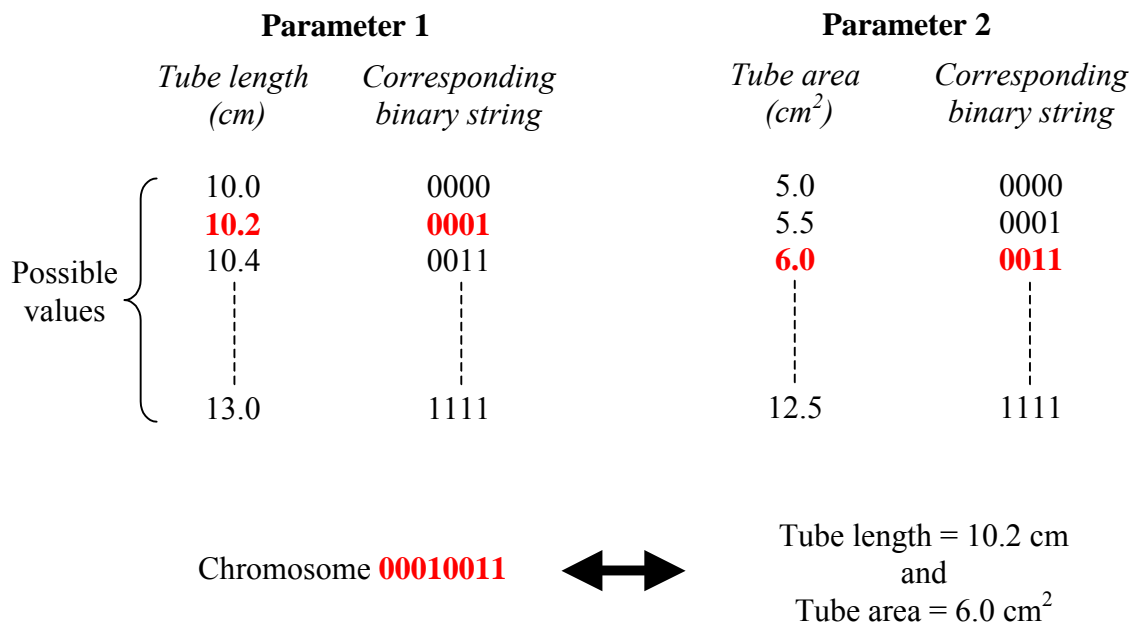 Parameter 1 Parameter 2
Tube length Corresponding Tube area Corresponding
(cm) binary string (cm²) binary string
10.0 0000 5.0 0000
10.2 0001 5.5 0001
10.4 0011 6.0 0011
Possible
values
13.0 1111 12.5 1111
Tube length = 10.2 cm
Chromosome 00010011 and
Tube area = 6.0 cm²